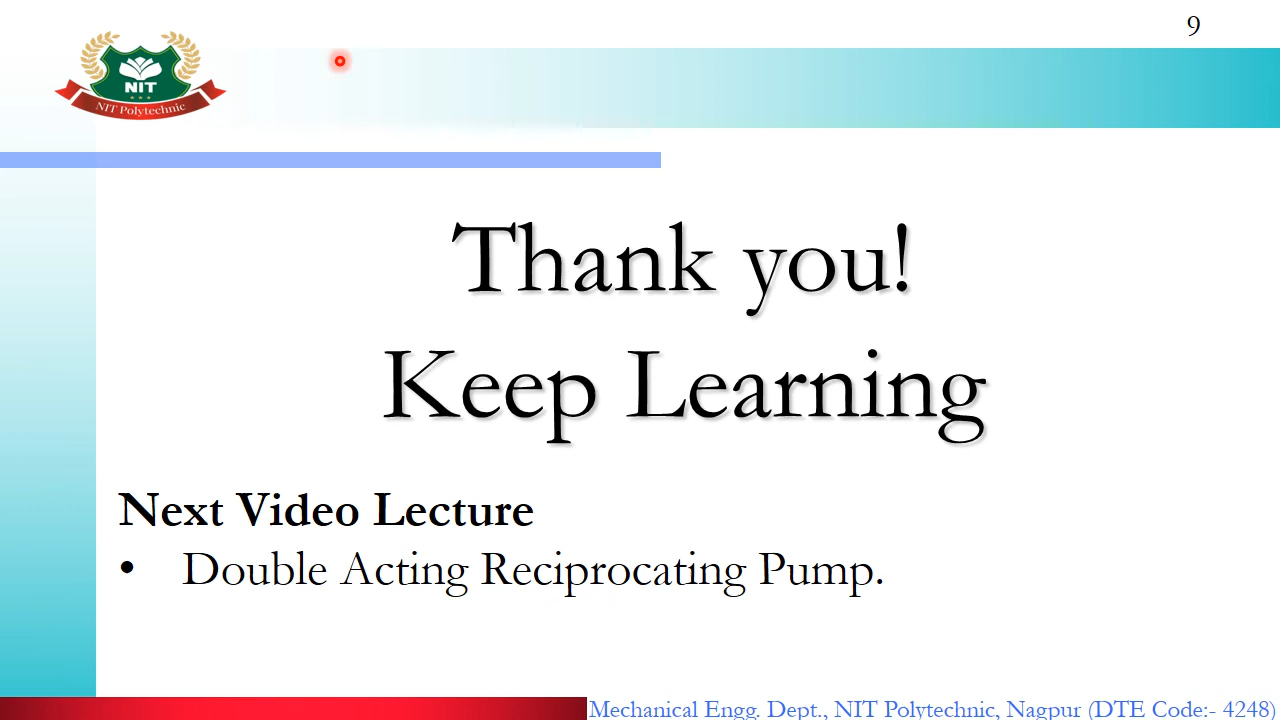 9
NIT
NIT Polytechnic
Thank you!
Keep Learning
Next Video Lecture
• Double Acting Reciprocating Pump.
Mechanical Engg. Dept., NIT Polytechnic, Nagpur (DTE Code:- 4248)